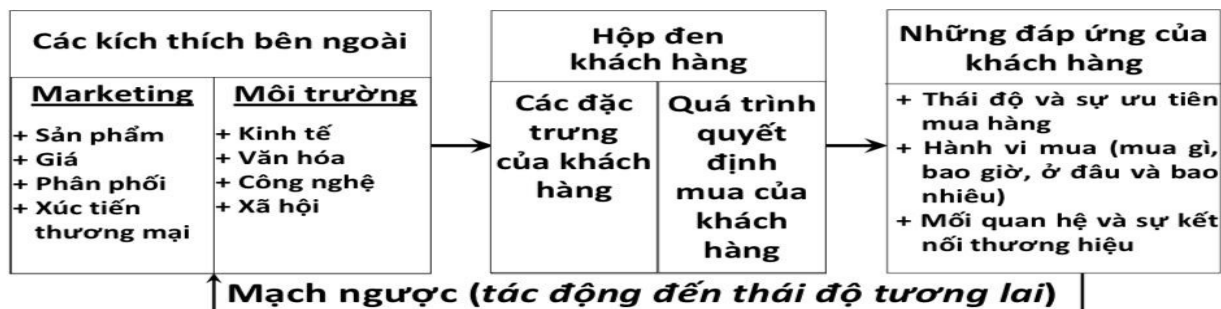 Các kích thích bên ngoài
Marketing
+ Sản phẩm
+ Giá
+ Phân phối
+ Xúc tiến
thương mại
Môi trường
+ Kinh tế
+ Văn hóa
+ Công nghệ
+ Xã hội
Hộp đen
khách hàng
Các đặc
trưng
của khách
hàng
Quá trình
quyết
định
mua của
khách
hàng
Những đáp ứng của
khách hàng
+ Thái độ và sự ưu tiên
mua hàng
+ Hành vi mua (mua gì,
bao giờ, ở đâu và bao
nhiêu)
+ Mối quan hệ và sự kết
nối thương hiệu
Mạch ngược (tác động đến thái độ tương lai)